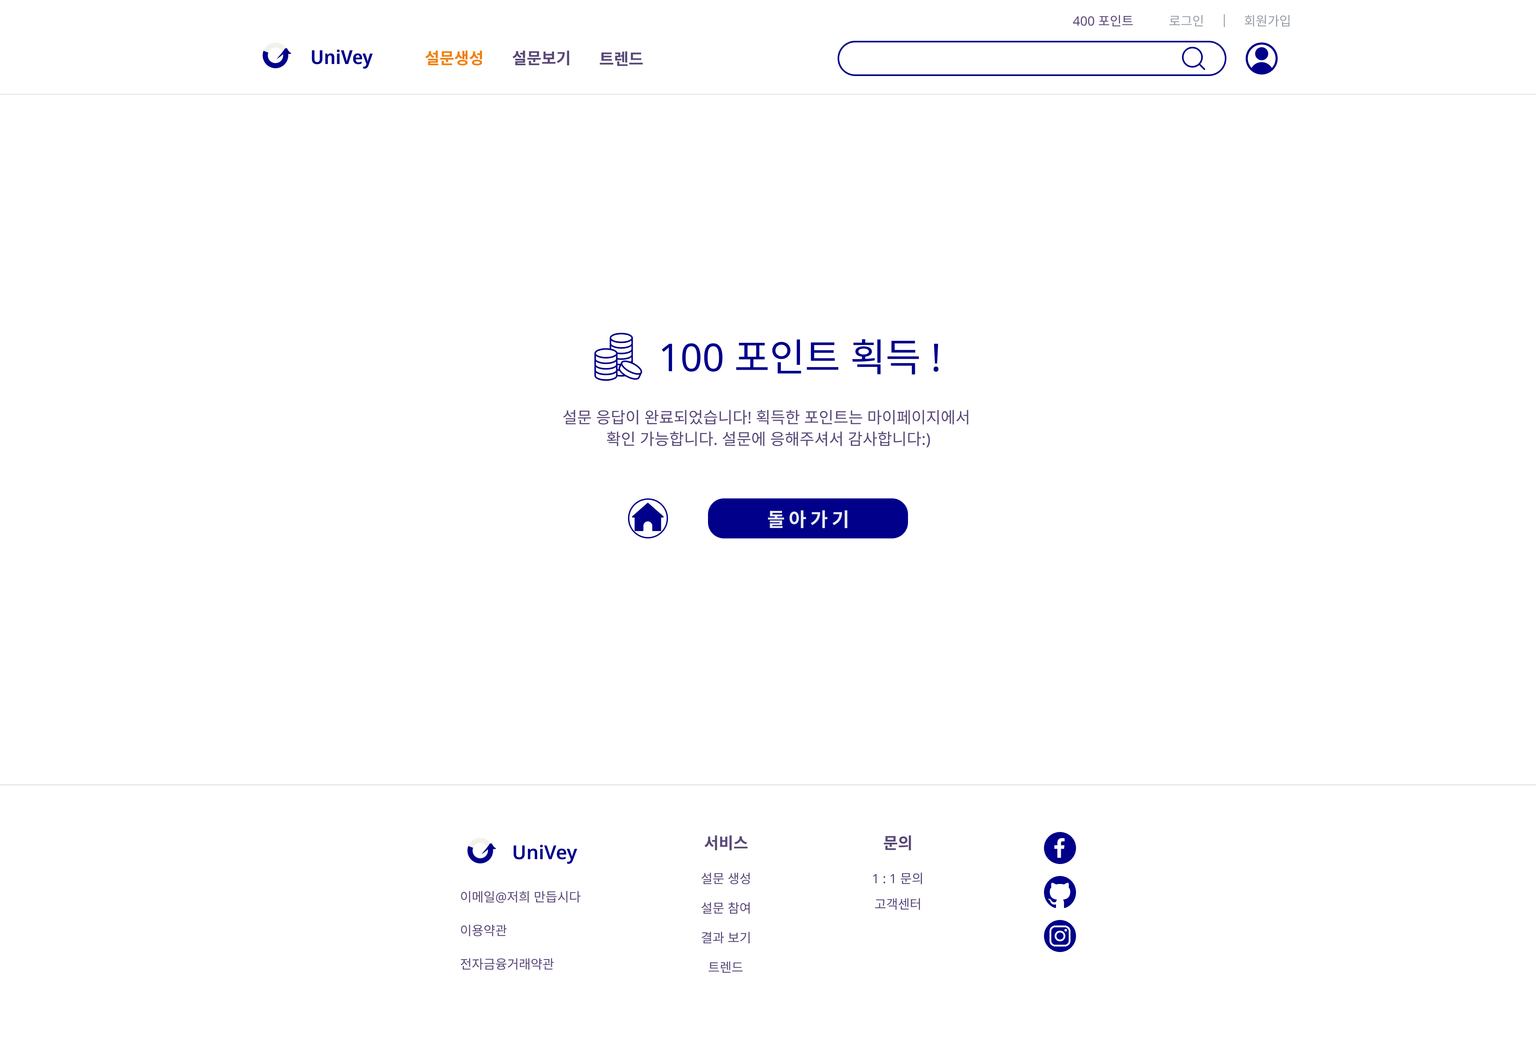 400 포인트
로그인 | 회원가입
UniVey
설문생성
설문보기
트렌드
100 포인트 획득 !
설문 응답이 완료되었습니다! 획득한 포인트는 마이페이지에서
확인 가능합니다. 설문에 응해주셔서 감사합니다:)
돌아가기
UniVey
이메일@저희 만듭시다
이용약관
전자금융거래약관
서비스
설문 생성
설문 참여
결과 보기
트렌드
문의
1 : 1 문의
고객센터